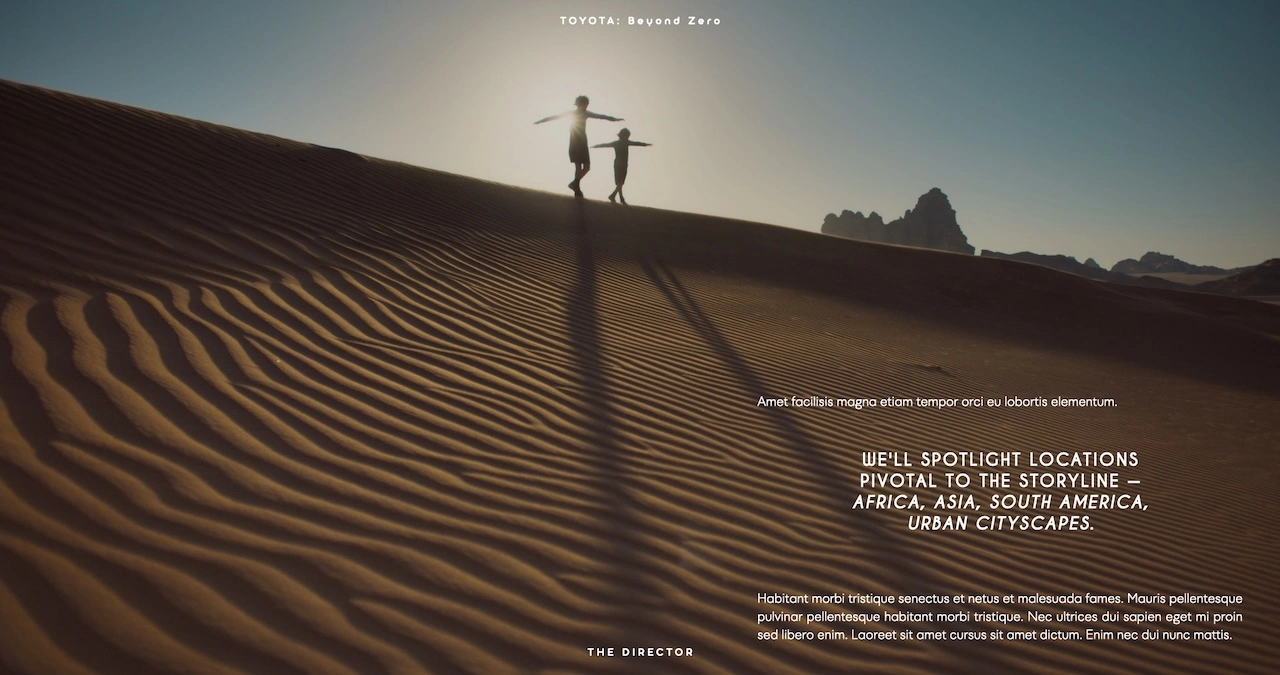 TOYOTA: Beyond Zero
Amet facilisis magna etiam tempor orci eu lobortis elementum.
WE'LL SPOTLIGHT LOCATIONS
PIVOTAL TO THE STORYLINE –
AFRICA, ASIA, SOUTH AMERICA,
URBAN CITYSCAPES.
Habitant morbi tristique senectus et netus et malesuada fames. Mauris pellentesque
pulvinar pellentesque habitant morbi tristique. Nec ultrices dui sapien eget mi proin
sed libero enim. Laoreet sit amet cursus sit amet dictum. Enim nec dui nunc mattis.
THE DIRECTOR